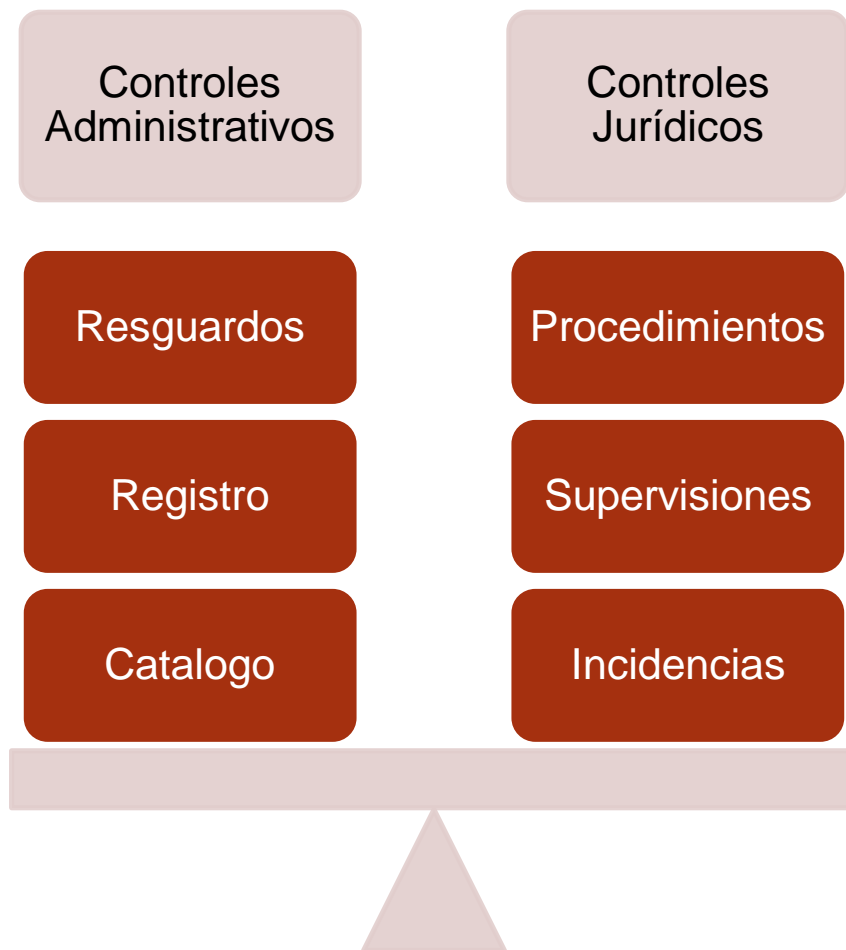 Controles
Administrativos
Controles
Jurídicos
Resguardos
Procedimientos
Registro
Supervisiones
Catalogo
Incidencias